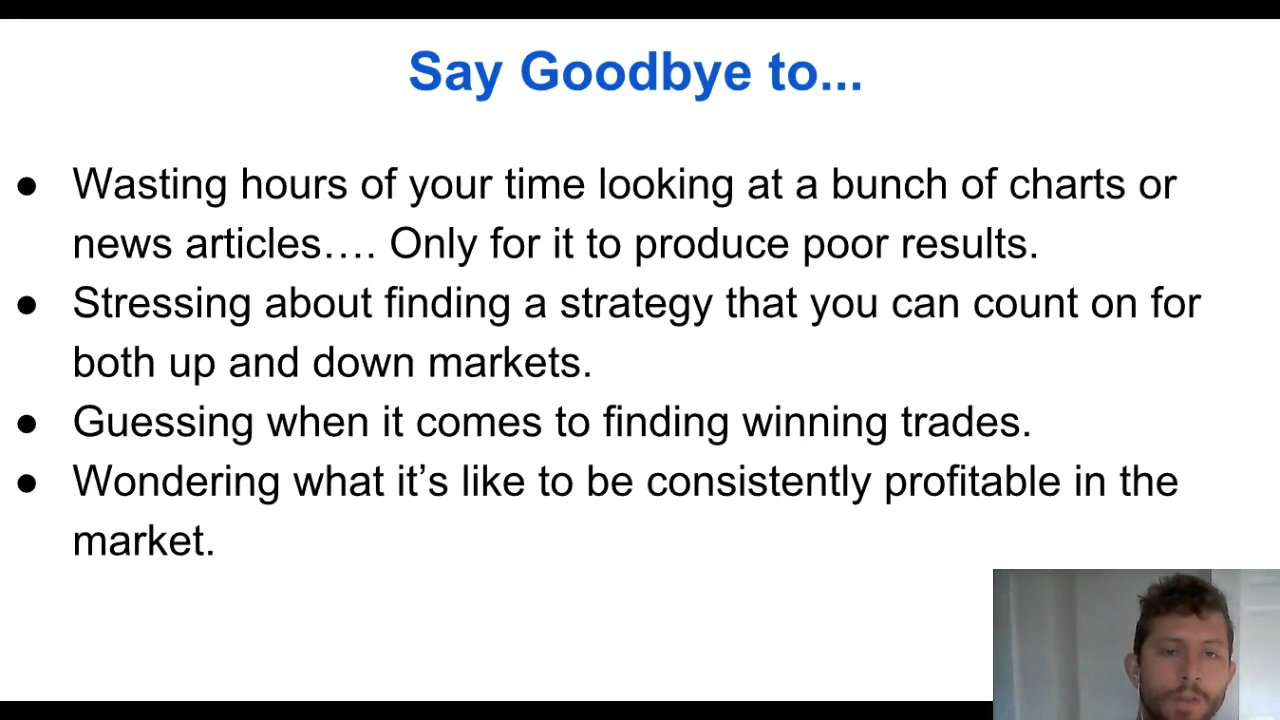 Say Goodbye to...
● Wasting hours of your time looking at a bunch of charts or
news articles…. Only for it to produce poor results.
● Stressing about finding a strategy that you can count on for
both up and down markets.
● Guessing when it comes to finding winning trades.
● Wondering what it’s like to be consistently profitable in the
market.